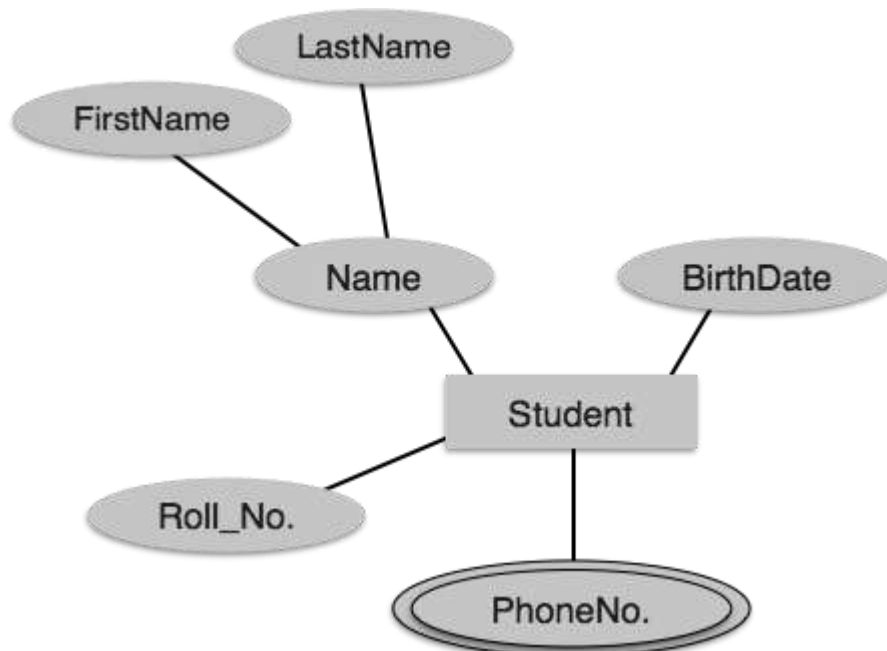 LastName
FirstName
Name
BirthDate
Student
Roll_No.
PhoneNo.